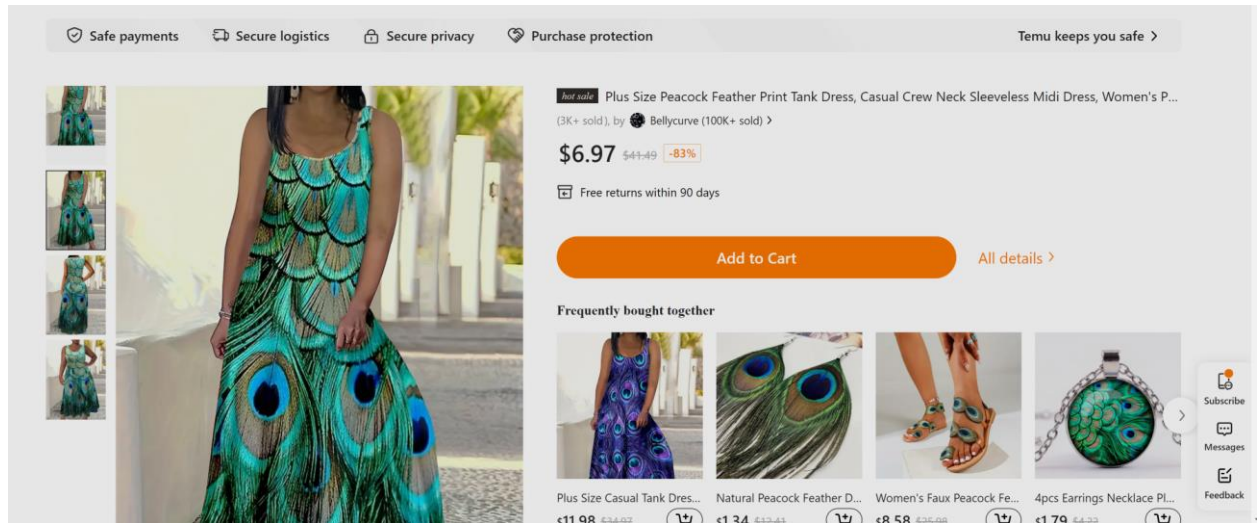 Safe payments Secure logistics Secure privacy Purchase protection Temu keeps you safe >
hot sale Plus Size Peacock Feather Print Tank Dress, Casual Crew Neck Sleeveless Midi Dress, Women's P...
(3K+ sold), by Bellycurve (100K+ sold) >
$6.97 $41.49 -83%
Free returns within 90 days
Add to Cart All details >
Frequently bought together
Subscribe
Messages
Feedback
Plus Size Casual Tank Dres... Natural Peacock Feather D... Women's Faux Peacock Fe... 4pcs Earrings Necklace Pl...
$11.98 $1.34 $8.58 $1.79